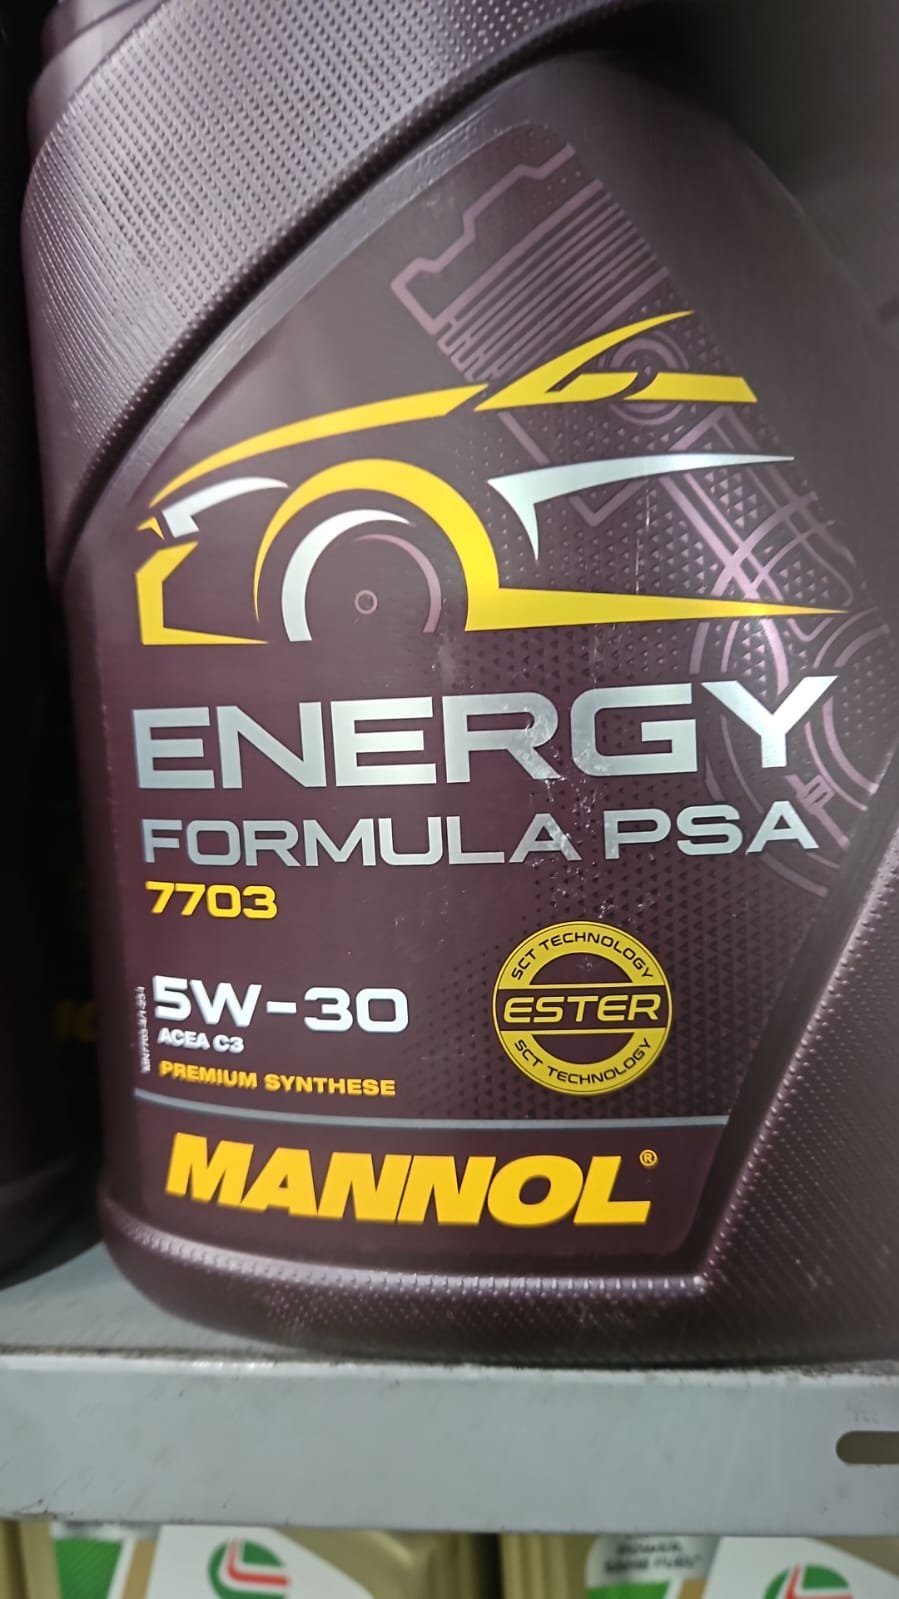 ENERGY
FORMULA PSA
7703
5W-30
ACEA C3
PREMIUM SYNTHESE
SCT TECHNOLOGY
ESTER
SCT TECHNOLOGY
MANNOL®